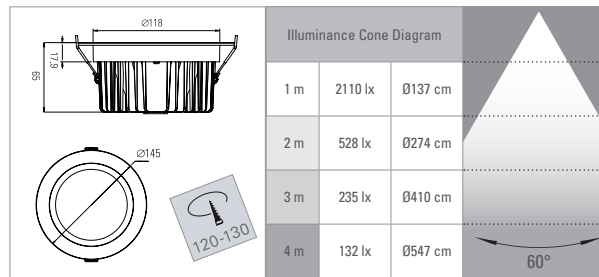 Ø118
17.9
65
Ø145
120-130
Illuminance Cone Diagram
1 m 2110 lx Ø137 cm
2 m 528 lx Ø274 cm
3 m 235 lx Ø410 cm
4 m 132 lx Ø547 cm
60°